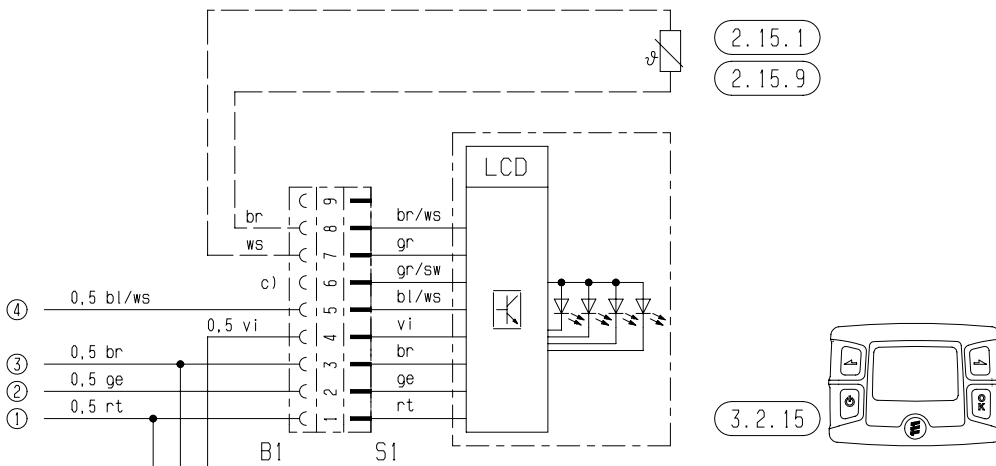 2.15.1
ϑ
2.15.9
LCD
9
br 8 br/ws
ws 7 gr
c) 6 gr/sw
④ 0,5 bl/ws 5 bl/ws
0,5 vi 4 vi
③ 0,5 br 3 br
② 0,5 ge 2 ge
① 0,5 rt 1 rt
B1 S1
3.2.15
OK